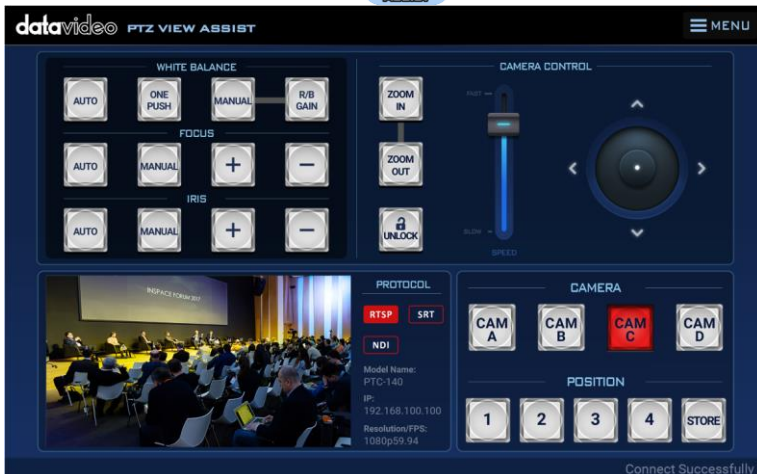 datavideo PTZ VIEW ASSIST
MENU
WHITE BALANCE
AUTO
ONE
PUSH
MANUAL
R/B
GAIN
FOCUS
AUTO
MANUAL
+
−
IRIS
AUTO
MANUAL
+
−
CAMERA CONTROL
ZOOM
IN
ZOOM
OUT
UNLOCK
FAST
SLOW
SPEED
INSPACE FORUM 2017
PROTOCOL
RTSP
SRT
NDI
Model Name:
PTC-140
IP:
192.168.100.100
Resolution/FPS:
1080p59.94
CAMERA
CAM
A
CAM
B
CAM
C
CAM
D
POSITION
1
2
3
4
STORE
Connect Successfully